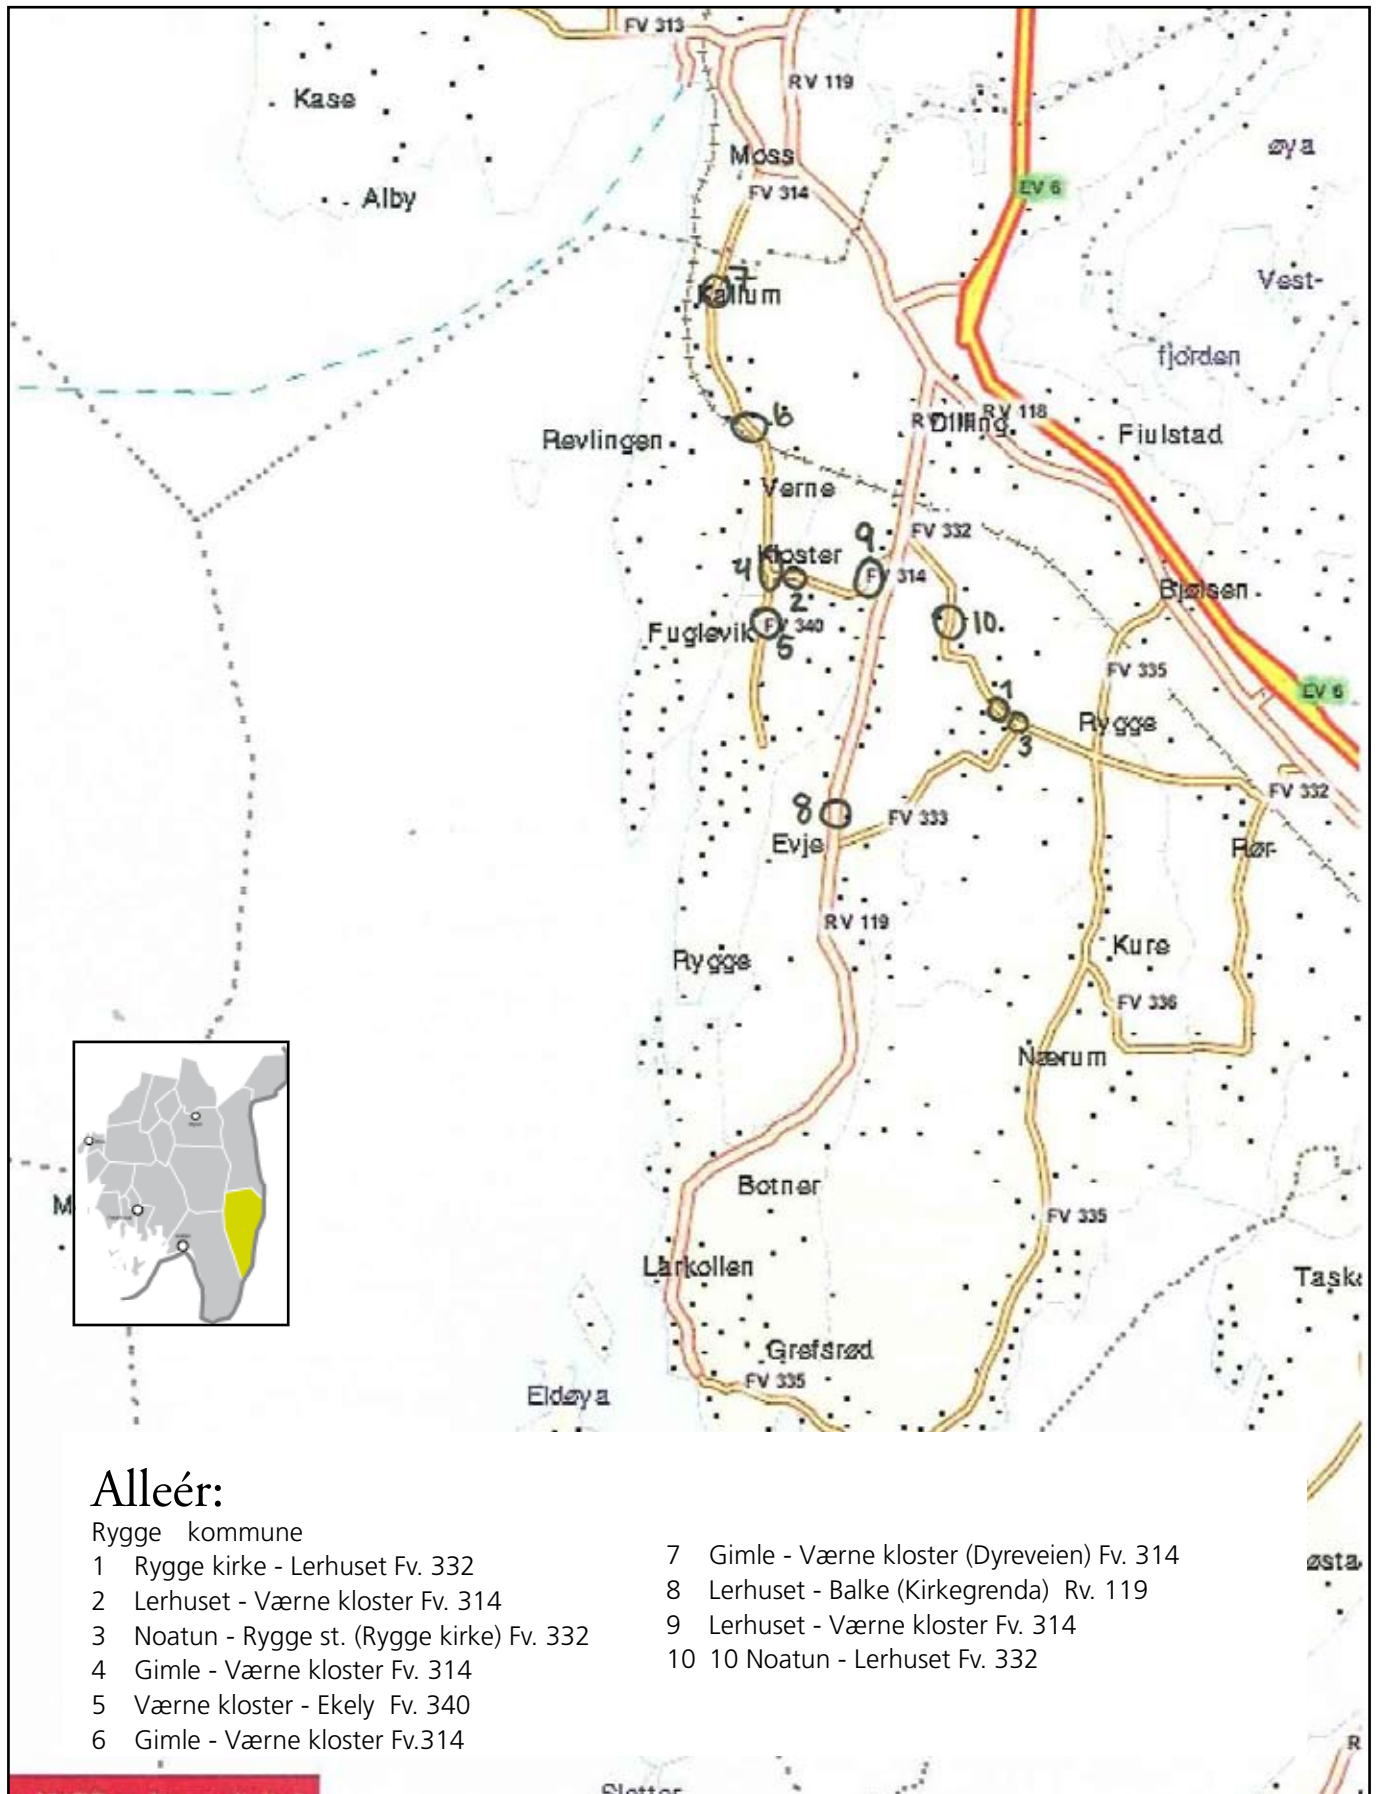 FV 313
RV 119
Kase
Moss
øya
Alby
FV 314
EV 6
7
Vest-
Kallum
fjorden
6
RV 118
Dilling
Fiulstad
Revlingen
Verne
9.
FV 332
Kloster
4
FV 314
2
Bjølsen
Fuglevik
FV 340
10.
5
FV 335
1
EV 6
Rygge
3
8
FV 332
FV 333
Evje
Rør-
RV 119
Kure
Rygge
FV 336
Nærum
M
Botner
FV 335
Larkollen
Grefsrød
FV 335
Eldøya
Alleér:
Rygge kommune
1 Rygge kirke - Lerhuset Fv. 332
2 Lerhuset - Værne kloster Fv. 314
3 Noatun - Rygge st. (Rygge kirke) Fv. 332
4 Gimle - Værne kloster Fv. 314
5 Værne kloster - Ekely Fv. 340
6 Gimle - Værne kloster Fv.314
7 Gimle - Værne kloster (Dyreveien) Fv. 314
8 Lerhuset - Balke (Kirkegrenda) Rv. 119
9 Lerhuset - Værne kloster Fv. 314
10 10 Noatun - Lerhuset Fv. 332
østa
R